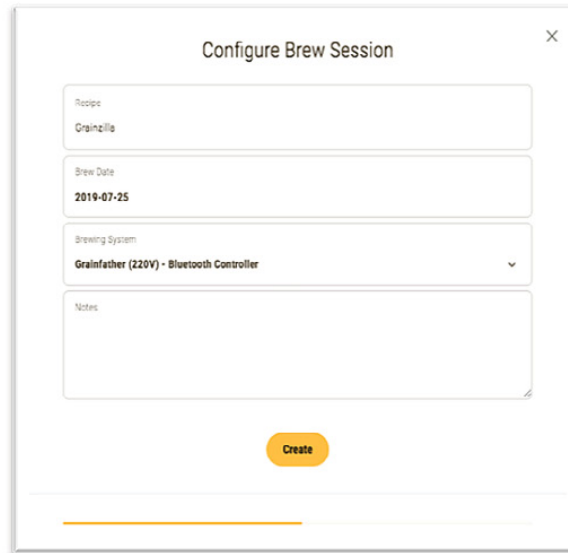 Configure Brew Session
Recipe
Grainzilla
Brew Date
2019-07-25
Brewing System
Grainfather (220V) - Bluetooth Controller
Notes
Create